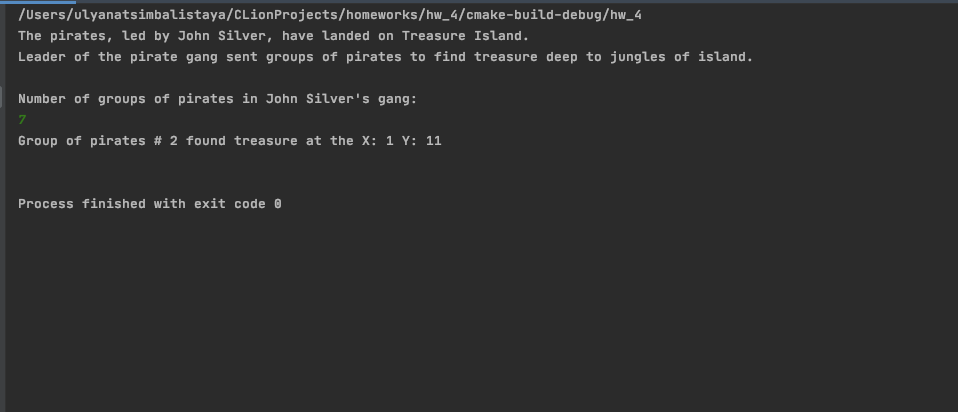 /Users/ulyanatsimbalistaya/CLionProjects/homeworks/hw_4/cmake-build-debug/hw_4
The pirates, led by John Silver, have landed on Treasure Island.
Leader of the pirate gang sent groups of pirates to find treasure deep to jungles of island.
Number of groups of pirates in John Silver's gang:
7
Group of pirates # 2 found treasure at the X: 1 Y: 11
Process finished with exit code 0